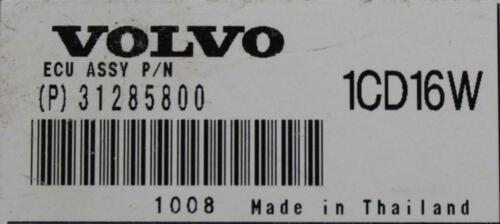 VOLVO
ECU ASSY P/N
(P) 31285800
1CD16W
1008 Made in Thailand